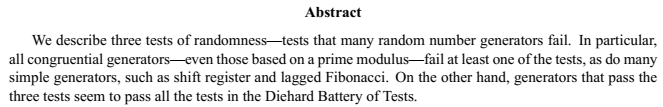 Abstract
We describe three tests of randomness—tests that many random number generators fail. In particular,
all congruential generators—even those based on a prime modulus—fail at least one of the tests, as do many
simple generators, such as shift register and lagged Fibonacci. On the other hand, generators that pass the
three tests seem to pass all the tests in the Diehard Battery of Tests.